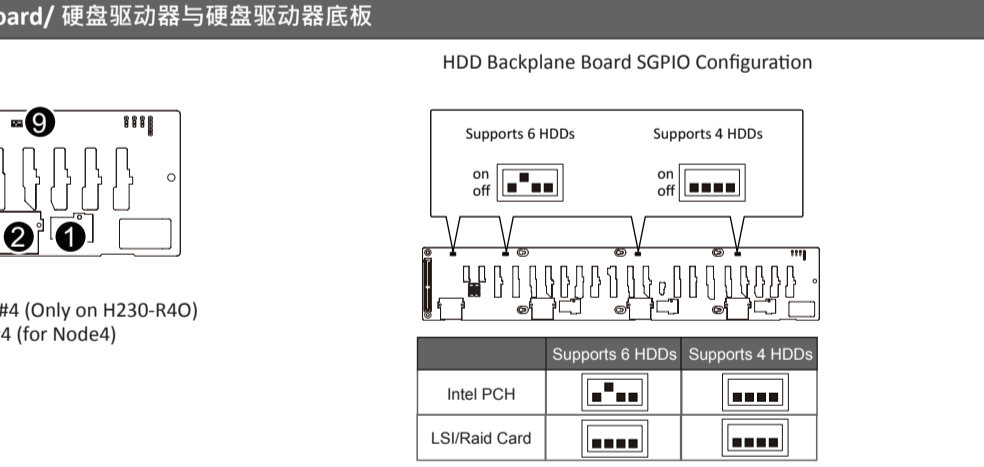 oard/ 硬盘驱动器与硬盘驱动器底板
HDD Backplane Board SGPIO Configuration
9
2
1
#4 (Only on H230-R4O)
4 (for Node4)
Supports 6 HDDs
on
off
Supports 4 HDDs
on
off
Supports 6 HDDs Supports 4 HDDs
Intel PCH
LSI/Raid Card